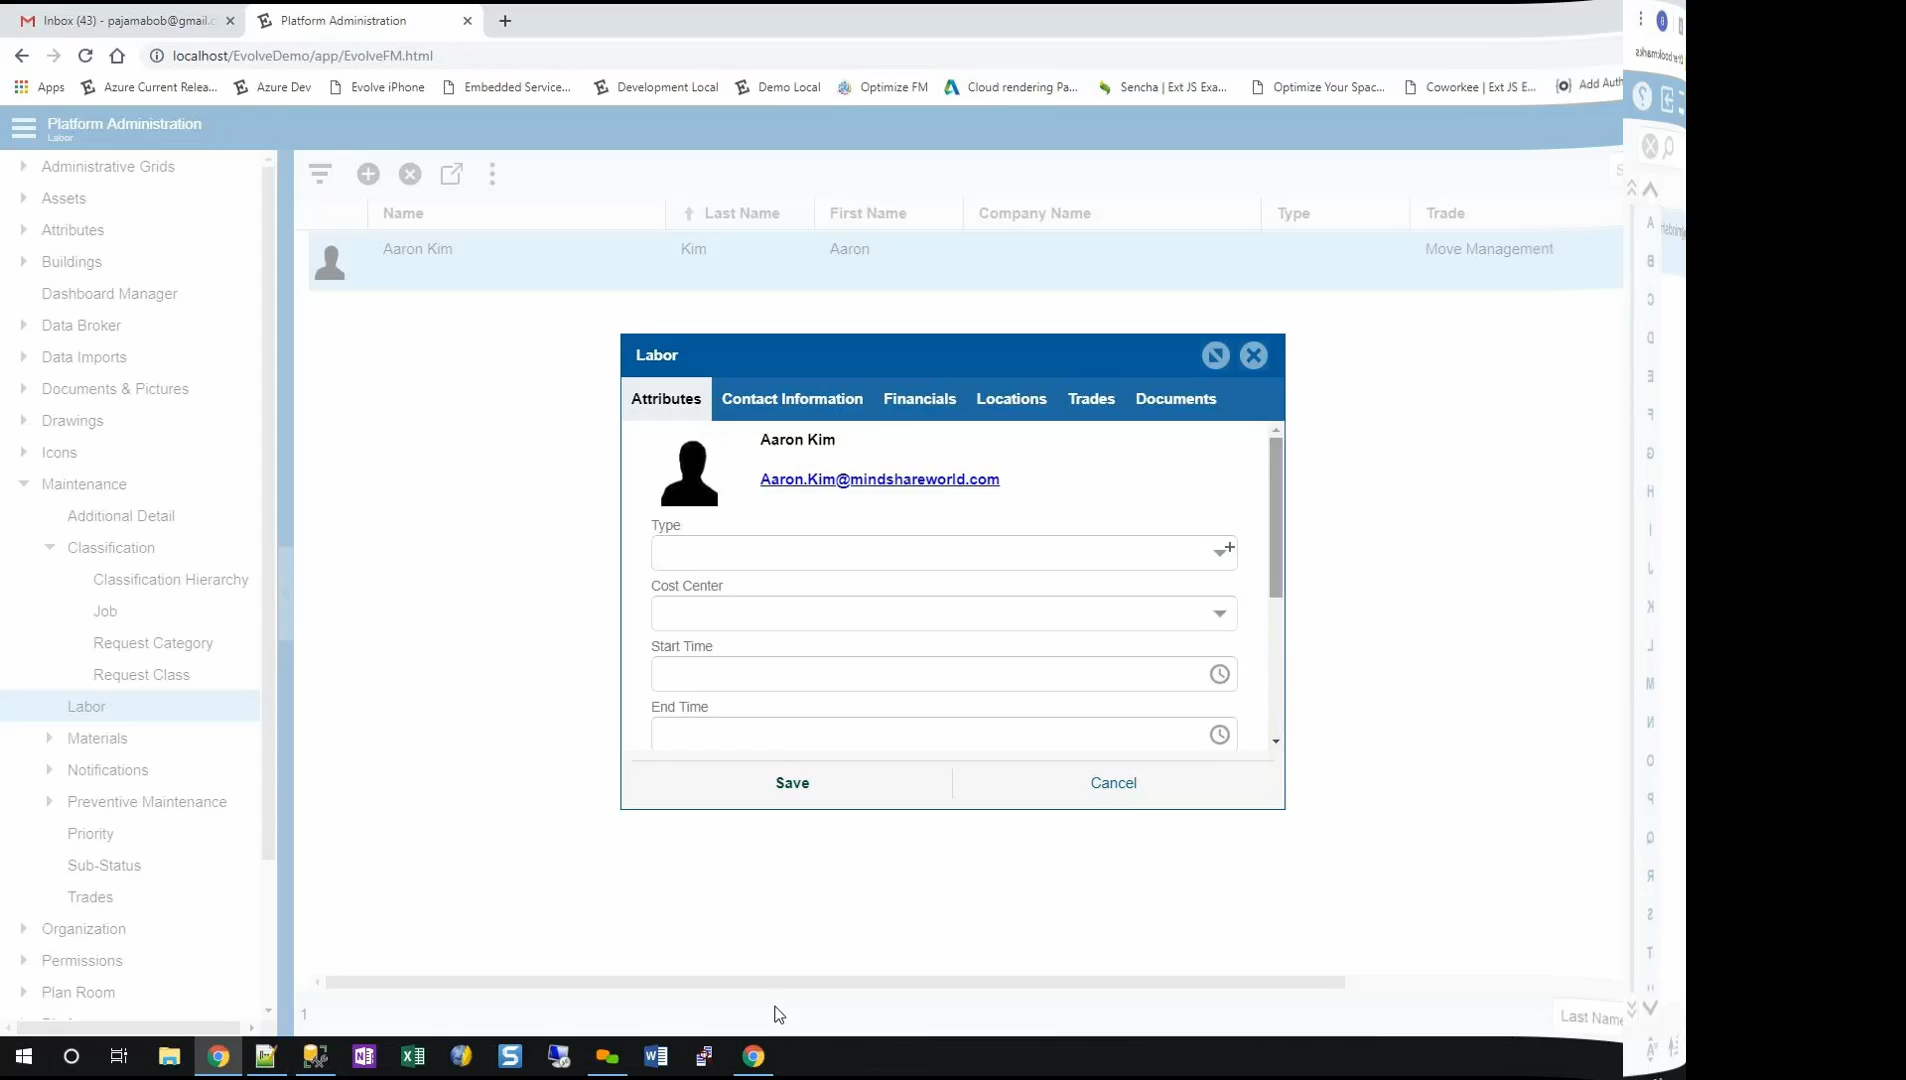 Inbox (43) - pajamabob@gmail.c
Platform Administration
localhost/EvolveDemo/app/EvolveFM.html
Apps
Azure Current Relea...
Azure Dev
Evolve iPhone
Embedded Service...
Development Local
Demo Local
Optimize FM
Cloud rendering Pa...
Sencha | Ext JS Exa...
Optimize Your Spac...
Coworkee | Ext JS E...
Add Auth
Platform Administration
Labor
Administrative Grids
Assets
Attributes
Buildings
Dashboard Manager
Data Broker
Data Imports
Documents & Pictures
Drawings
Icons
Maintenance
Additional Detail
Classification
Classification Hierarchy
Job
Request Category
Request Class
Labor
Materials
Notifications
Preventive Maintenance
Priority
Sub-Status
Trades
Organization
Permissions
Plan Room
Name
Last Name
First Name
Company Name
Type
Trade
Aaron Kim
Kim
Aaron
Move Management
Labor
Attributes
Contact Information
Financials
Locations
Trades
Documents
Aaron Kim
Aaron.Kim@mindshareworld.com
Type
Cost Center
Start Time
End Time
Save
Cancel
1
Last Name
A
B
C
D
E
F
G
H
I
J
K
L
M
N
O
P
Q
R
S
T